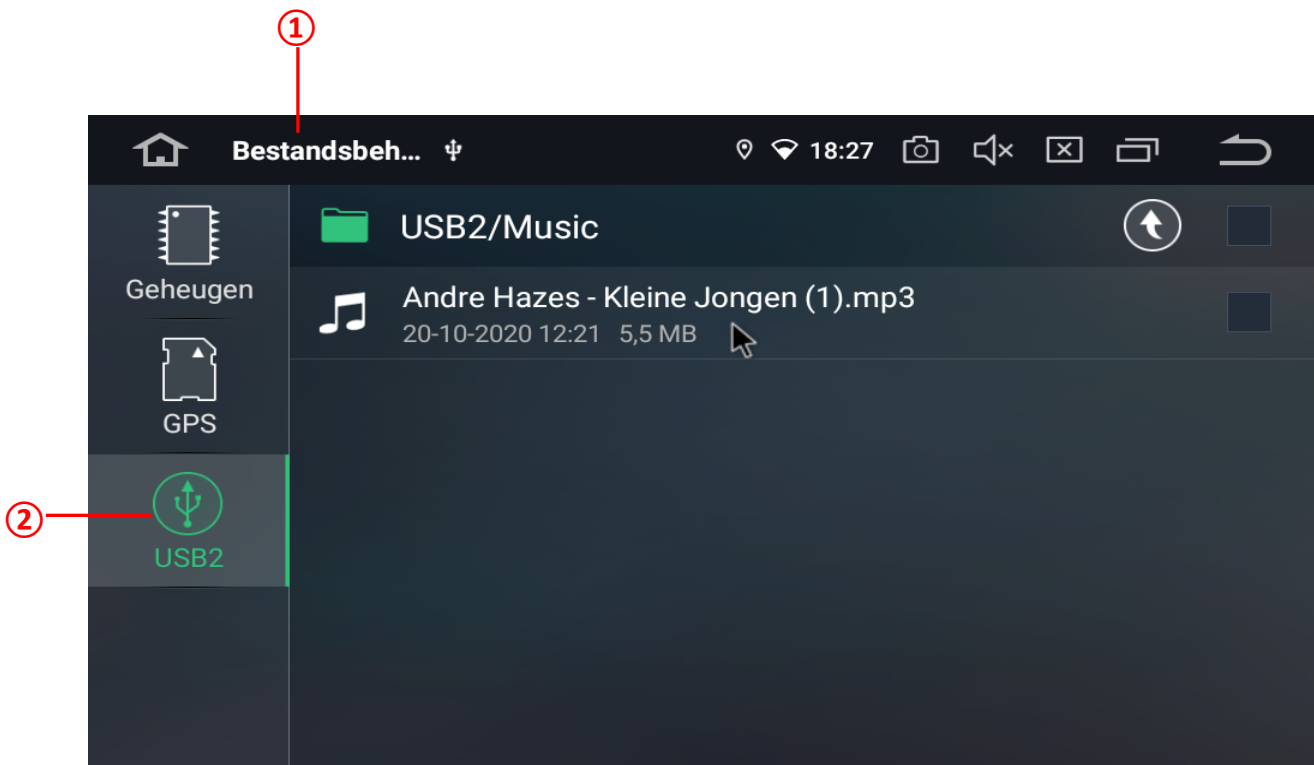 ①
Bestandsbeh... 18:27
Geheugen
GPS
②
USB2
USB2/Music
Andre Hazes - Kleine Jongen (1).mp3
20-10-2020 12:21 5,5 MB